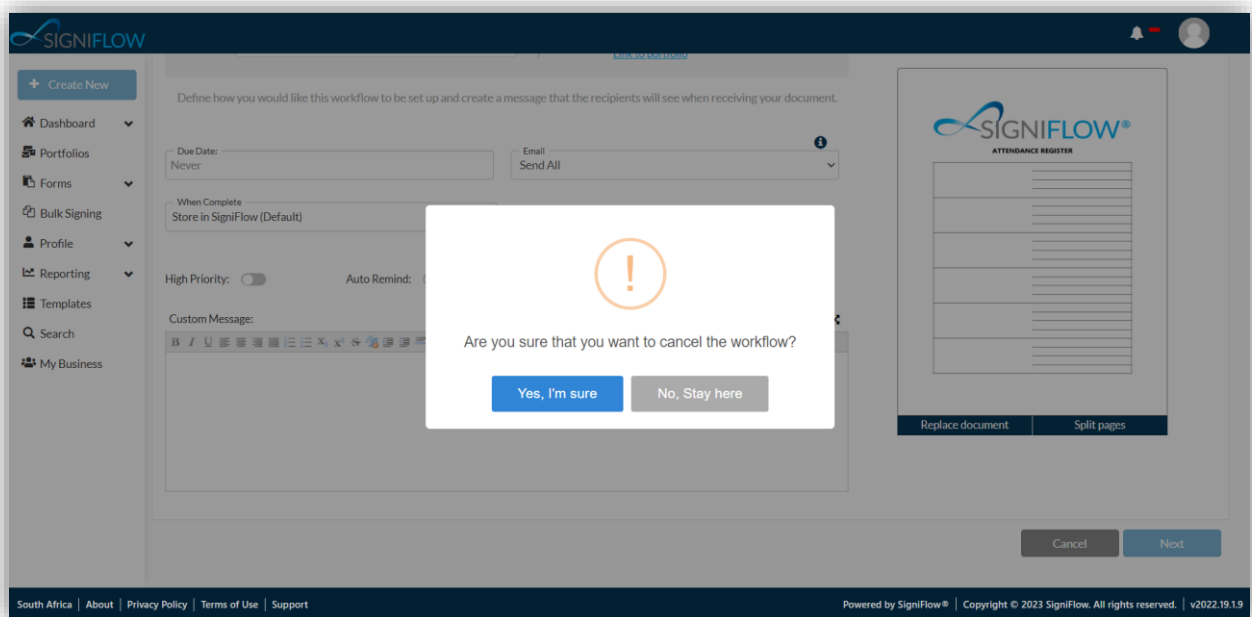 SIGNIFLOW
Link to portfolio
+ Create New
Define how you would like this workflow to be set up and create a message that the recipients will see when receiving your document.
Dashboard
Portfolios
Forms
Bulk Signing
Profile
Reporting
Templates
Search
My Business
Due Date:
Never
Email
Send All
When Complete
Store in SigniFlow (Default)
High Priority:
Auto Remind:
Custom Message:
B I U
Are you sure that you want to cancel the workflow?
Yes, I'm sure
No, Stay here
SIGNIFLOW®
ATTENDANCE REGISTER
Replace document
Split pages
Cancel
Next
South Africa | About | Privacy Policy | Terms of Use | Support
Powered by SigniFlow® | Copyright © 2023 SigniFlow. All rights reserved. | v2022.19.1.9